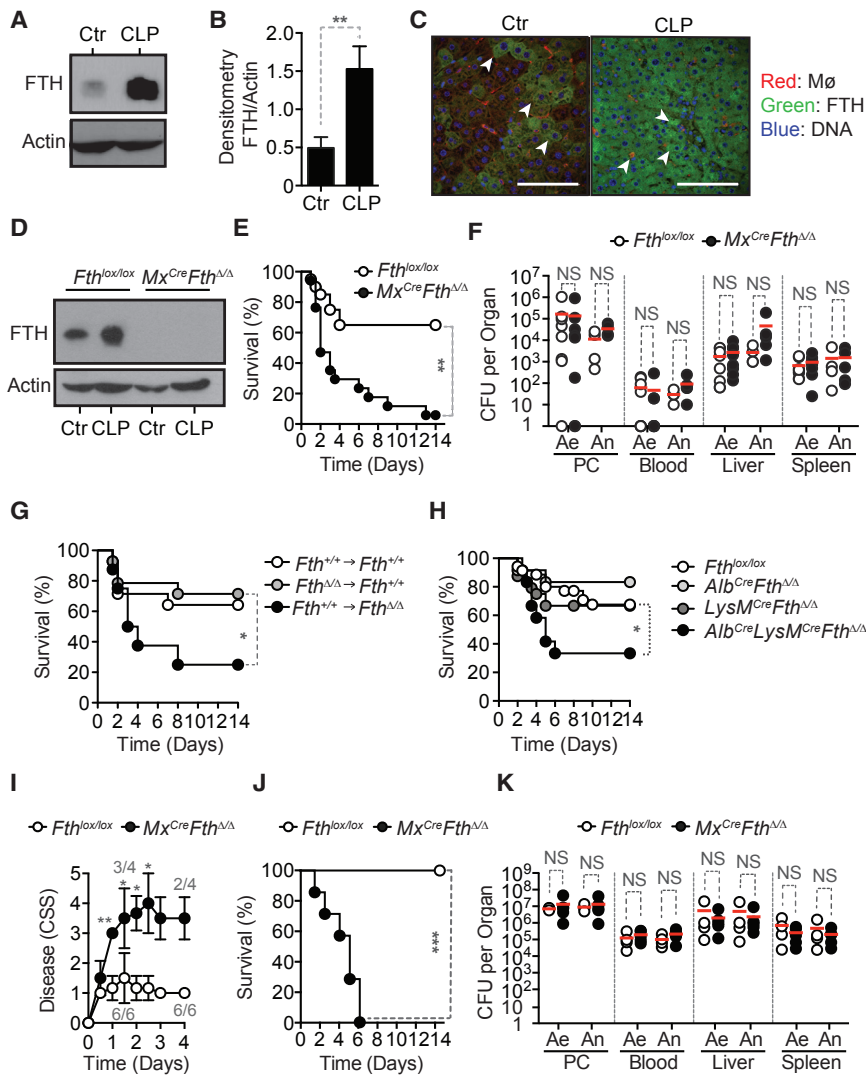 A
Ctr CLP
FTH
Actin
B
**
Densitometry
FTH/Actin
2.0
1.5
1.0
0.5
0.0
Ctr
CLP
C
Ctr CLP
Red: Mø
Green: FTH
Blue: DNA
D
Fth^lox/lox Mx^Cre Fth^Δ/Δ
FTH
Actin
Ctr CLP Ctr CLP
E
Fth^lox/lox
Mx^Cre Fth^Δ/Δ
Survival (%)
100
80
60
40
20
0
**
0 2 4 6 8 10 12 14
Time (Days)
F
Fth^lox/lox Mx^Cre Fth^Δ/Δ
CFU per Organ
10^7
10^6
10^5
10^4
10^3
10^2
10^1
1
NS NS NS NS NS NS NS NS
Ae An Ae An Ae An Ae An
PC Blood Liver Spleen
G
Survival (%)
100
80
60
40
20
0
*
Fth^+/+ → Fth^+/+
Fth^Δ/Δ → Fth^+/+
Fth^+/+ → Fth^Δ/Δ
0 2 4 6 8 10 12 14
Time (Days)
H
Survival (%)
100
80
60
40
20
0
*
Fth^lox/lox
Alb^Cre Fth^Δ/Δ
LysM^Cre Fth^Δ/Δ
Alb^Cre LysM^Cre Fth^Δ/Δ
0 2 4 6 8 10 12 14
Time (Days)
I
Fth^lox/lox Mx^Cre Fth^Δ/Δ
Disease (CSS)
5
4
3
2
1
0
3/4
2/4
** * * *
6/6 6/6
0 1 2 3 4
Time (Days)
J
Fth^lox/lox Mx^Cre Fth^Δ/Δ
Survival (%)
100
80
60
40
20
0
***
0 2 4 6 8 10 12 14
Time (Days)
K
Fth^lox/lox Mx^Cre Fth^Δ/Δ
CFU per Organ
10^9
10^8
10^7
10^6
10^5
10^4
10^3
10^2
10^1
1
NS NS NS NS NS NS NS NS
Ae An Ae An Ae An Ae An
PC Blood Liver Spleen